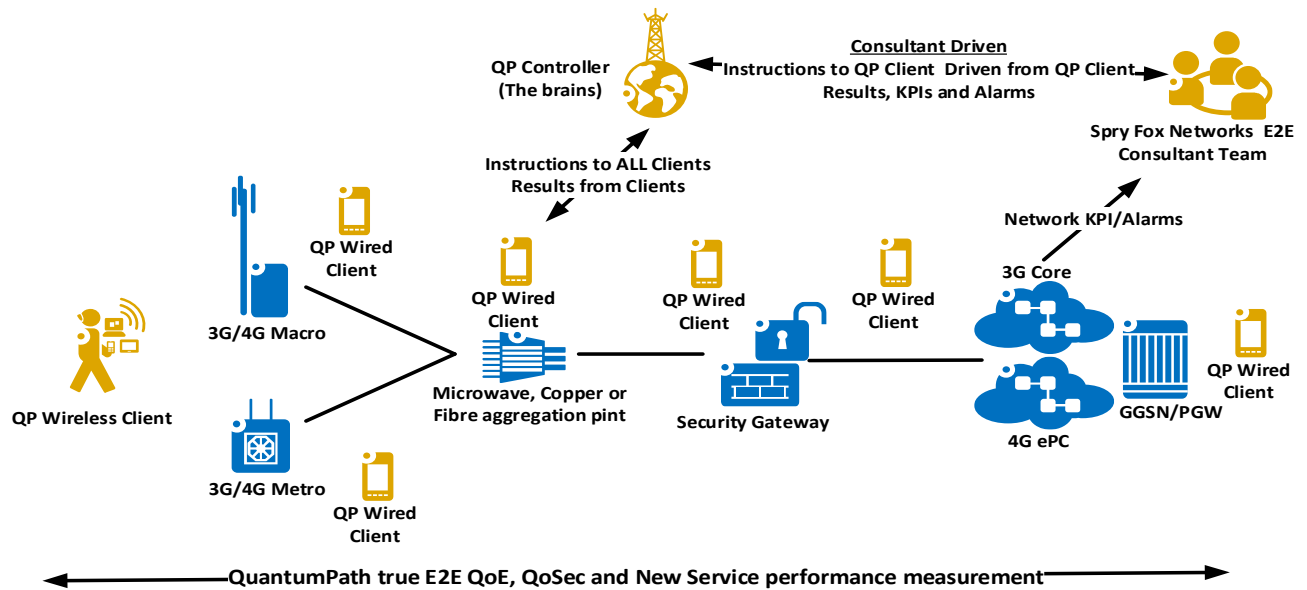 QP Controller
(The brains)
Consultant Driven
Instructions to QP Client  Driven from QP Client
Results, KPIs and Alarms
Spry Fox Networks  E2E
Consultant Team
Instructions to ALL Clients
Results from Clients
Network KPI/Alarms
QP Wired
Client
QP Wired
Client
QP Wired
Client
QP Wired
Client
3G Core
3G/4G Macro
QP Wired
Client
QP Wireless Client
Microwave, Copper or
Fibre aggregation pint
Security Gateway
GGSN/PGW
4G ePC
3G/4G Metro
QP Wired
Client
QuantumPath true E2E QoE, QoSec and New Service performance measurement